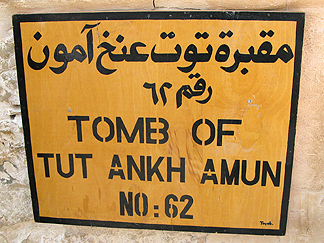 مقبرة توت عنخ آمون
رقم ٦٢
TOMB OF
TUT ANKH AMUN
NO: 62